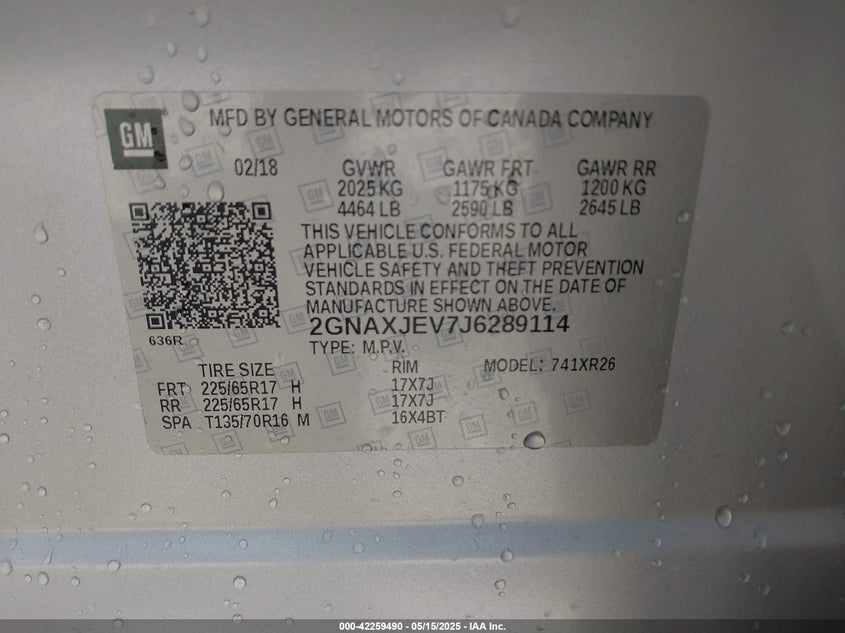 GM
MFD BY GENERAL MOTORS OF CANADA COMPANY
02/18 GVWR GAWR FRT GAWR RR
2025 KG 1175 KG 1200 KG
4464 LB 2590 LB 2645 LB
THIS VEHICLE CONFORMS TO ALL
APPLICABLE U.S. FEDERAL MOTOR
VEHICLE SAFETY AND THEFT PREVENTION
STANDARDS IN EFFECT ON THE DATE OF
MANUFACTURE SHOWN ABOVE.
2GNAXJEV7J6289114
636R
TYPE: M.P.V.
TIRE SIZE RIM MODEL: 741XR26
FRT 225/65R17 H 17X7J
RR 225/65R17 H 17X7J
SPA T135/70R16 M 16X4BT
000-42259490 - 05/15/2025 - IAA Inc.